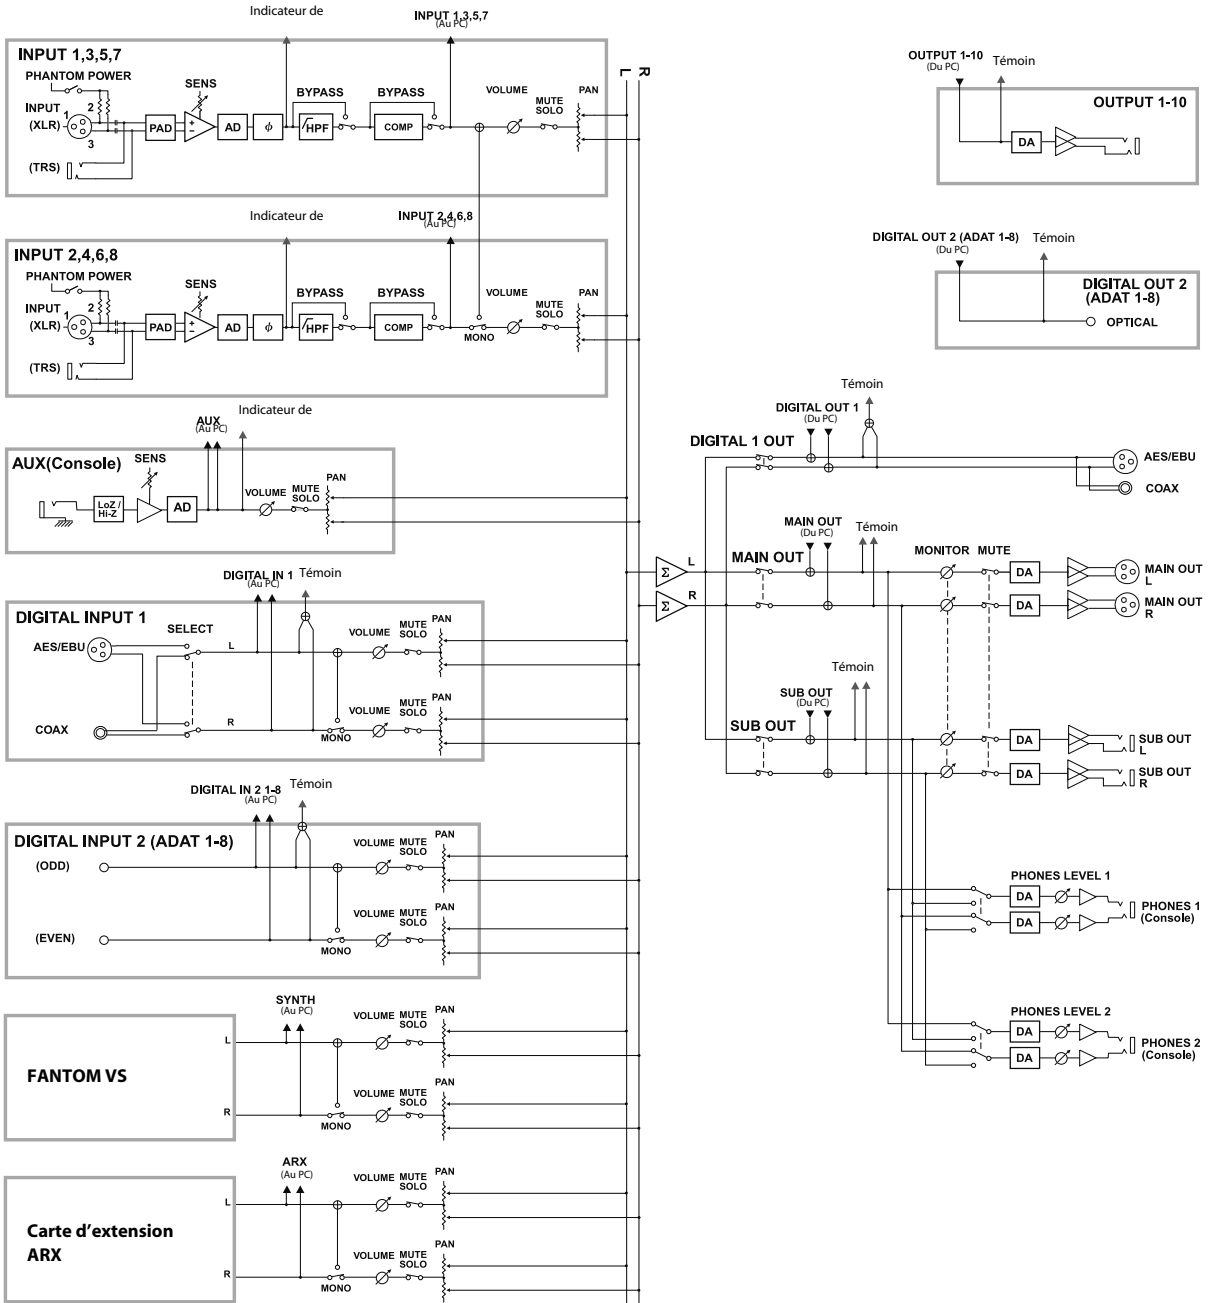 Indicateur de
INPUT 1,3,5,7
(Au PC)
INPUT 1,3,5,7
PHANTOM POWER
INPUT
(XLR)
1
2
3
(TRS)
PAD
SENS
+
−
AD
φ
BYPASS
HPF
BYPASS
COMP
VOLUME
MUTE
SOLO
PAN
L
R
Indicateur de
INPUT 2,4,6,8
(Au PC)
INPUT 2,4,6,8
PHANTOM POWER
INPUT
(XLR)
1
2
3
(TRS)
PAD
SENS
+
−
AD
φ
BYPASS
HPF
BYPASS
COMP
MONO
VOLUME
MUTE
SOLO
PAN
Indicateur de
AUX
(Au PC)
AUX(Console)
SENS
LoZ /
Hi-Z
AD
VOLUME
MUTE
SOLO
PAN
DIGITAL IN 1
(Au PC)
Témoin
DIGITAL INPUT 1
SELECT
AES/EBU
COAX
L
R
VOLUME
MUTE
SOLO
PAN
MONO
VOLUME
MUTE
SOLO
PAN
DIGITAL IN 2 1-8
(Au PC)
Témoin
DIGITAL INPUT 2 (ADAT 1-8)
(ODD)
(EVEN)
VOLUME
MUTE
SOLO
PAN
MONO
VOLUME
MUTE
SOLO
PAN
SYNTH
(Au PC)
FANTOM VS
L
R
VOLUME
MUTE
SOLO
PAN
MONO
VOLUME
MUTE
SOLO
PAN
ARX
(Au PC)
Carte d’extension
ARX
L
R
VOLUME
MUTE
SOLO
PAN
MONO
VOLUME
MUTE
SOLO
PAN
OUTPUT 1-10
(Du PC)
Témoin
OUTPUT 1-10
DA
DIGITAL OUT 2 (ADAT 1-8)
(Du PC)
Témoin
DIGITAL OUT 2
(ADAT 1-8)
OPTICAL
Témoin
DIGITAL OUT 1
(Du PC)
DIGITAL 1 OUT
AES/EBU
COAX
Σ
L
Σ
R
MAIN OUT
(Du PC)
Témoin
MAIN OUT
MONITOR
MUTE
DA
MAIN OUT
L
DA
MAIN OUT
R
Témoin
SUB OUT
(Du PC)
SUB OUT
DA
SUB OUT
L
DA
SUB OUT
R
PHONES LEVEL 1
DA
DA
PHONES 1
(Console)
PHONES LEVEL 2
DA
DA
PHONES 2
(Console)